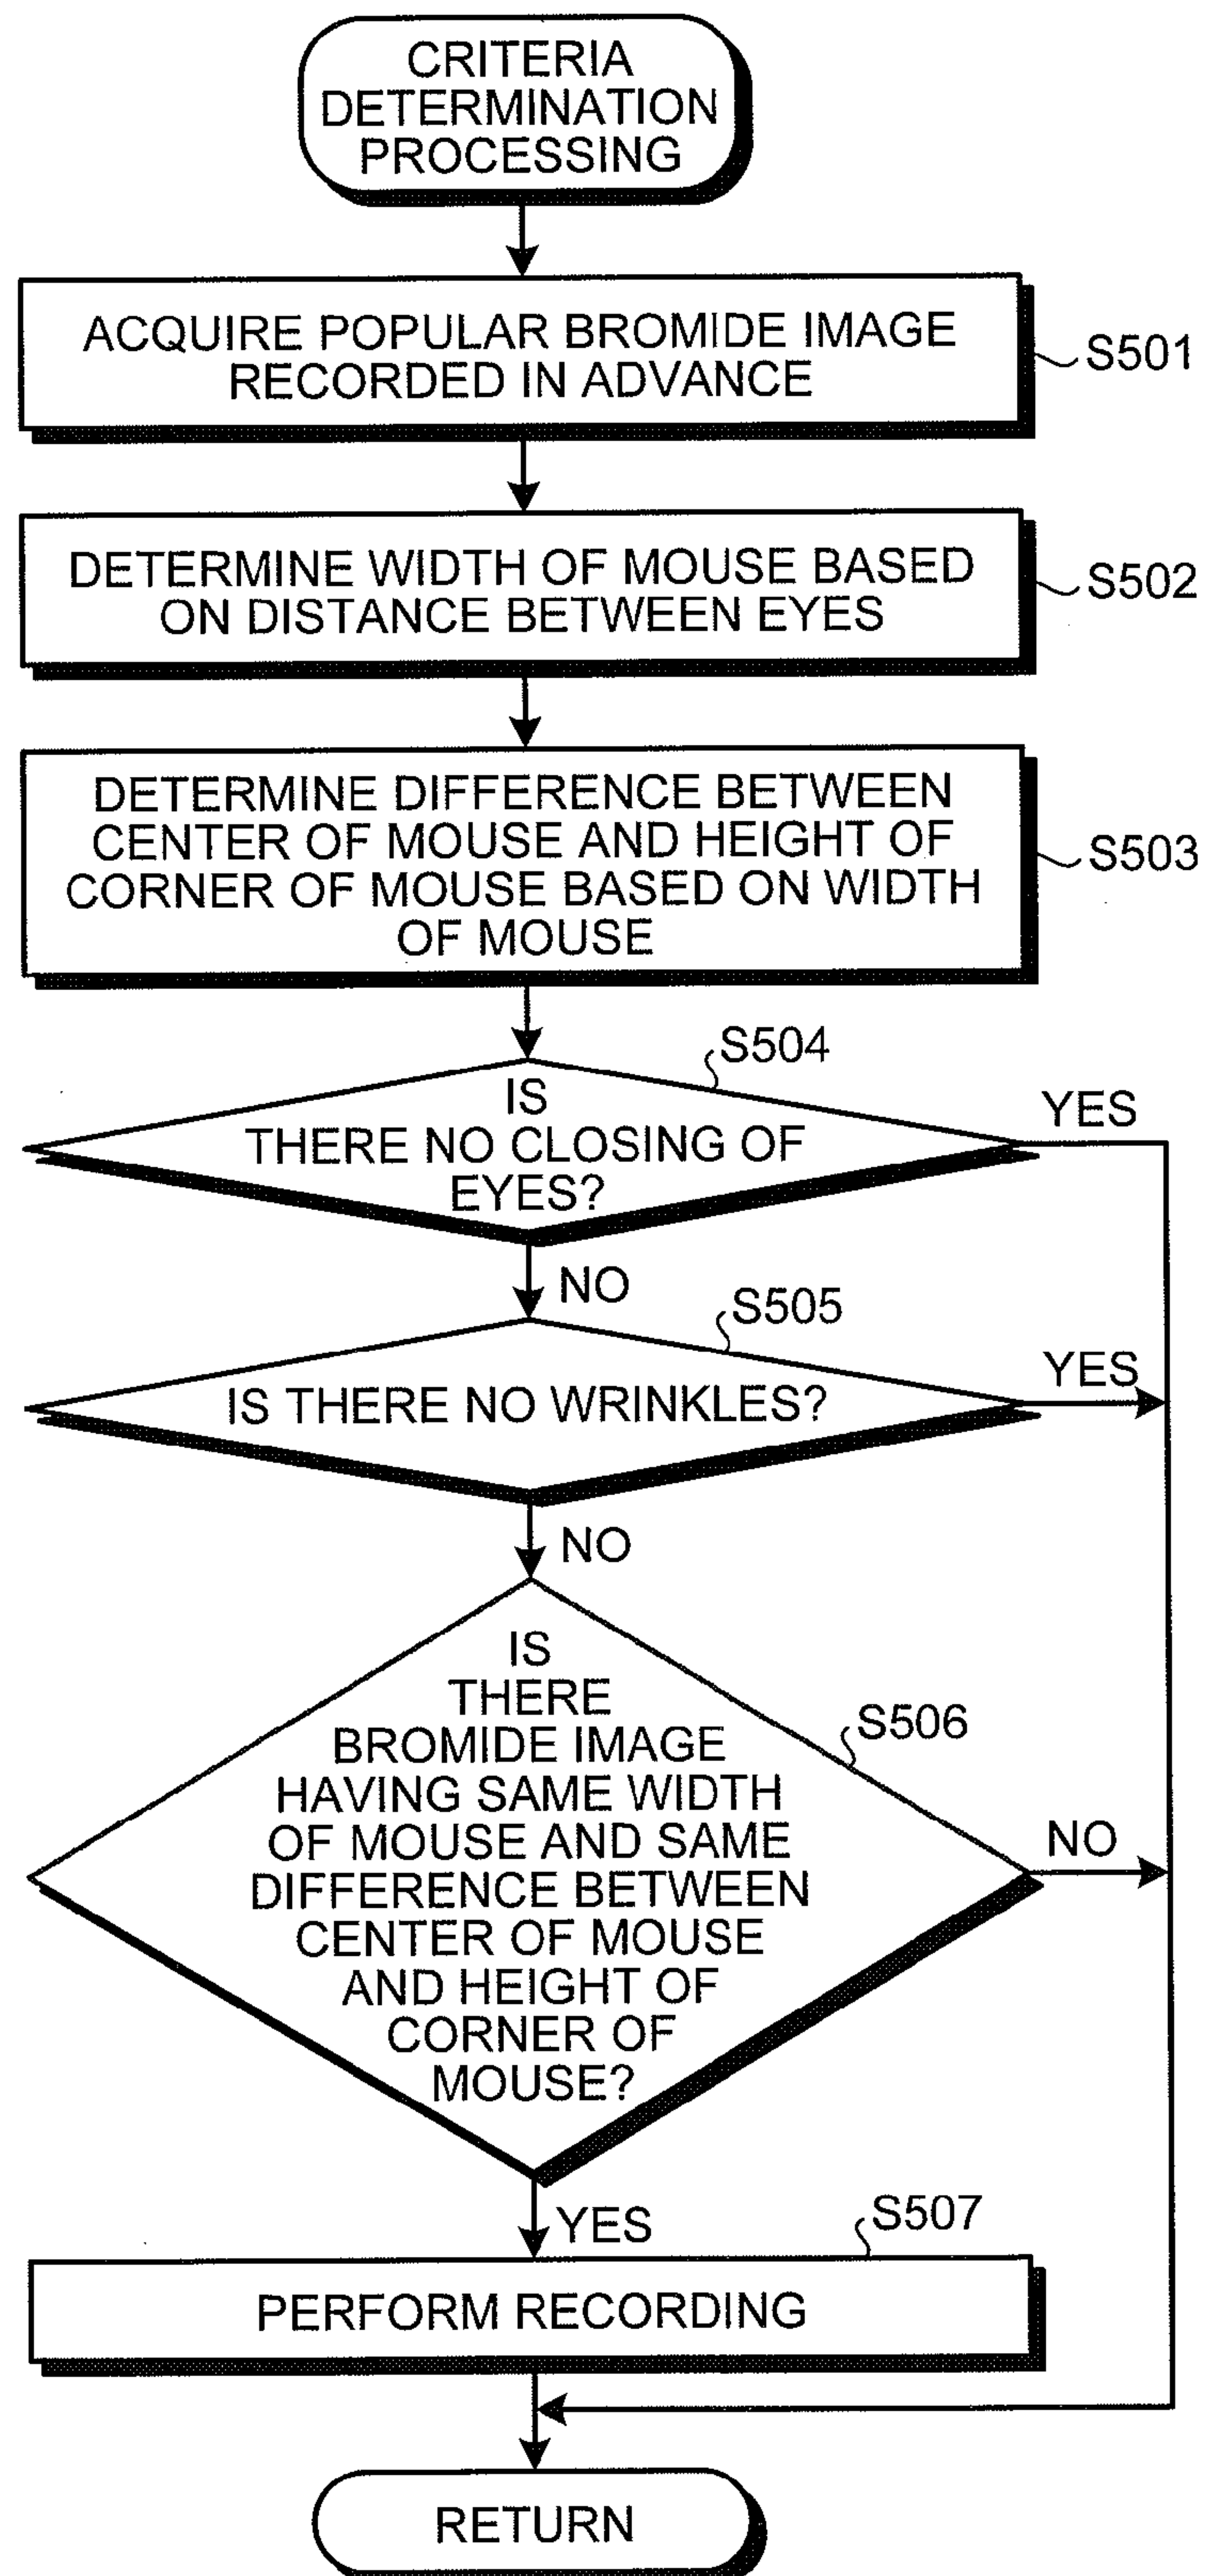 CRITERIA
DETERMINATION
PROCESSING
ACQUIRE POPULAR BROMIDE IMAGE
RECORDED IN ADVANCE
S501
DETERMINE WIDTH OF MOUSE BASED
ON DISTANCE BETWEEN EYES
S502
DETERMINE DIFFERENCE BETWEEN
CENTER OF MOUSE AND HEIGHT OF
CORNER OF MOUSE BASED ON WIDTH
OF MOUSE
S503
S504
IS
THERE NO CLOSING OF
EYES?
YES
NO
S505
IS THERE NO WRINKLES?
YES
NO
IS
THERE
BROMIDE IMAGE
HAVING SAME WIDTH
OF MOUSE AND SAME
DIFFERENCE BETWEEN
CENTER OF MOUSE
AND HEIGHT OF
CORNER OF
MOUSE?
S506
NO
YES
S507
PERFORM RECORDING
RETURN